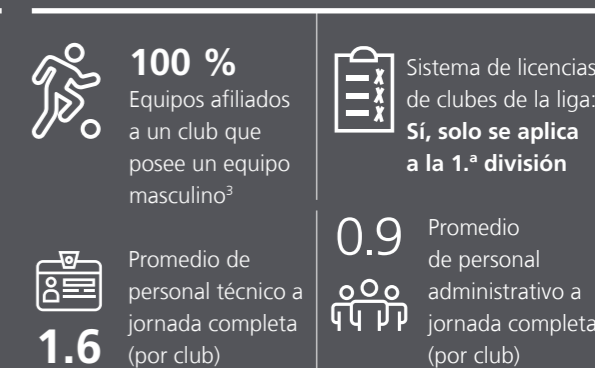 100 %
Equipos afiliados
a un club que
posee un equipo
masculino³
Sistema de licencias
de clubes de la liga:
Sí, solo se aplica
a la 1.ª división
1.6
Promedio de
personal técnico a
jornada completa
(por club)
0.9
Promedio
de personal
administrativo a
jornada completa
(por club)